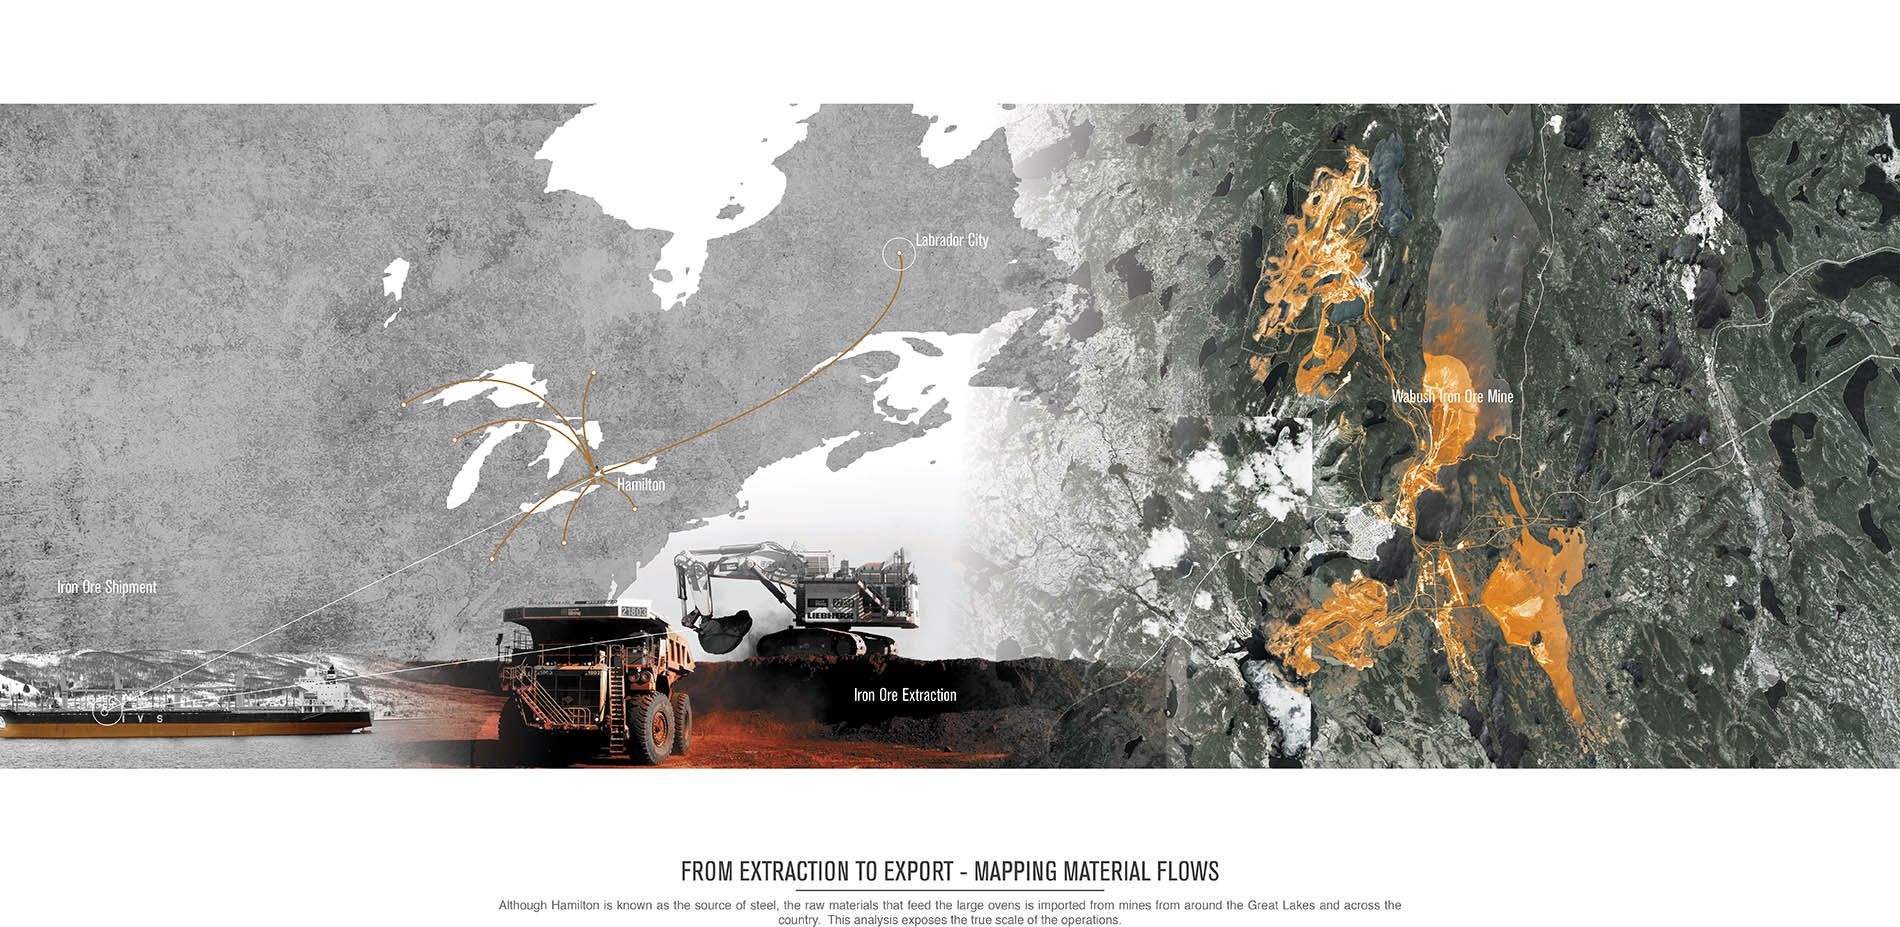 Labrador City
Wabush Iron Ore Mine
Hamilton
Iron Ore Shipment
21803
LIEBHERR
Iron Ore Extraction
I V S
FROM EXTRACTION TO EXPORT - MAPPING MATERIAL FLOWS
Although Hamilton is known as the source of steel, the raw materials that feed the large ovens is imported from mines from around the Great Lakes and across the
country. This analysis exposes the true scale of the operations.